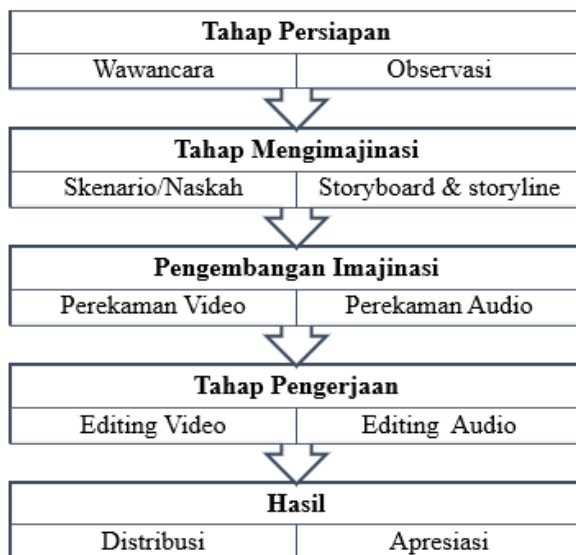 Tahap Persiapan
Wawancara Observasi
Tahap Mengimajinasi
Skenario/Naskah Storyboard & storyline
Pengembangan Imajinasi
Perekaman Video Perekaman Audio
Tahap Pengerjaan
Editing Video Editing Audio
Hasil
Distribusi Apresiasi